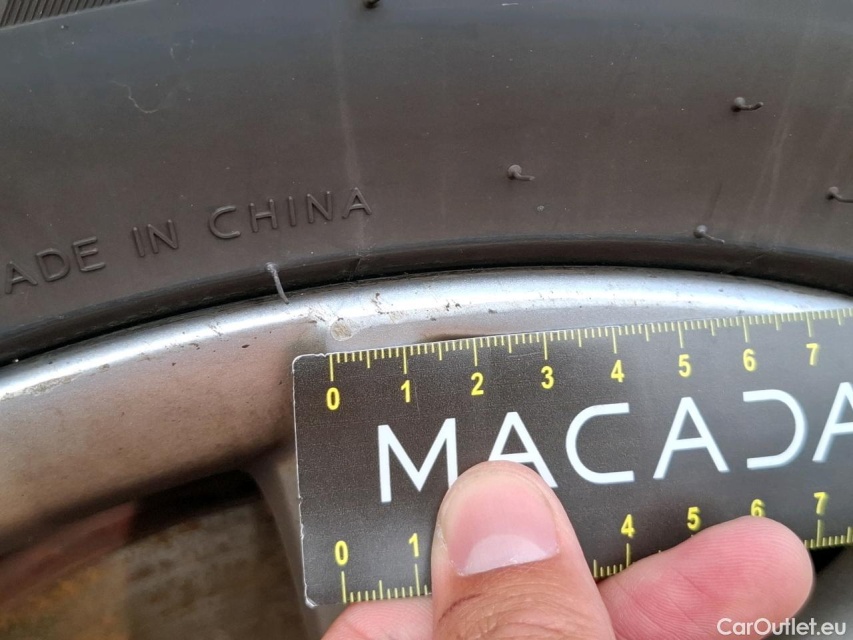 ADE IN CHINA
0 1 2 3 4 5 6 7
MACADA
0 1 4 5 6 7
CarOutlet.eu